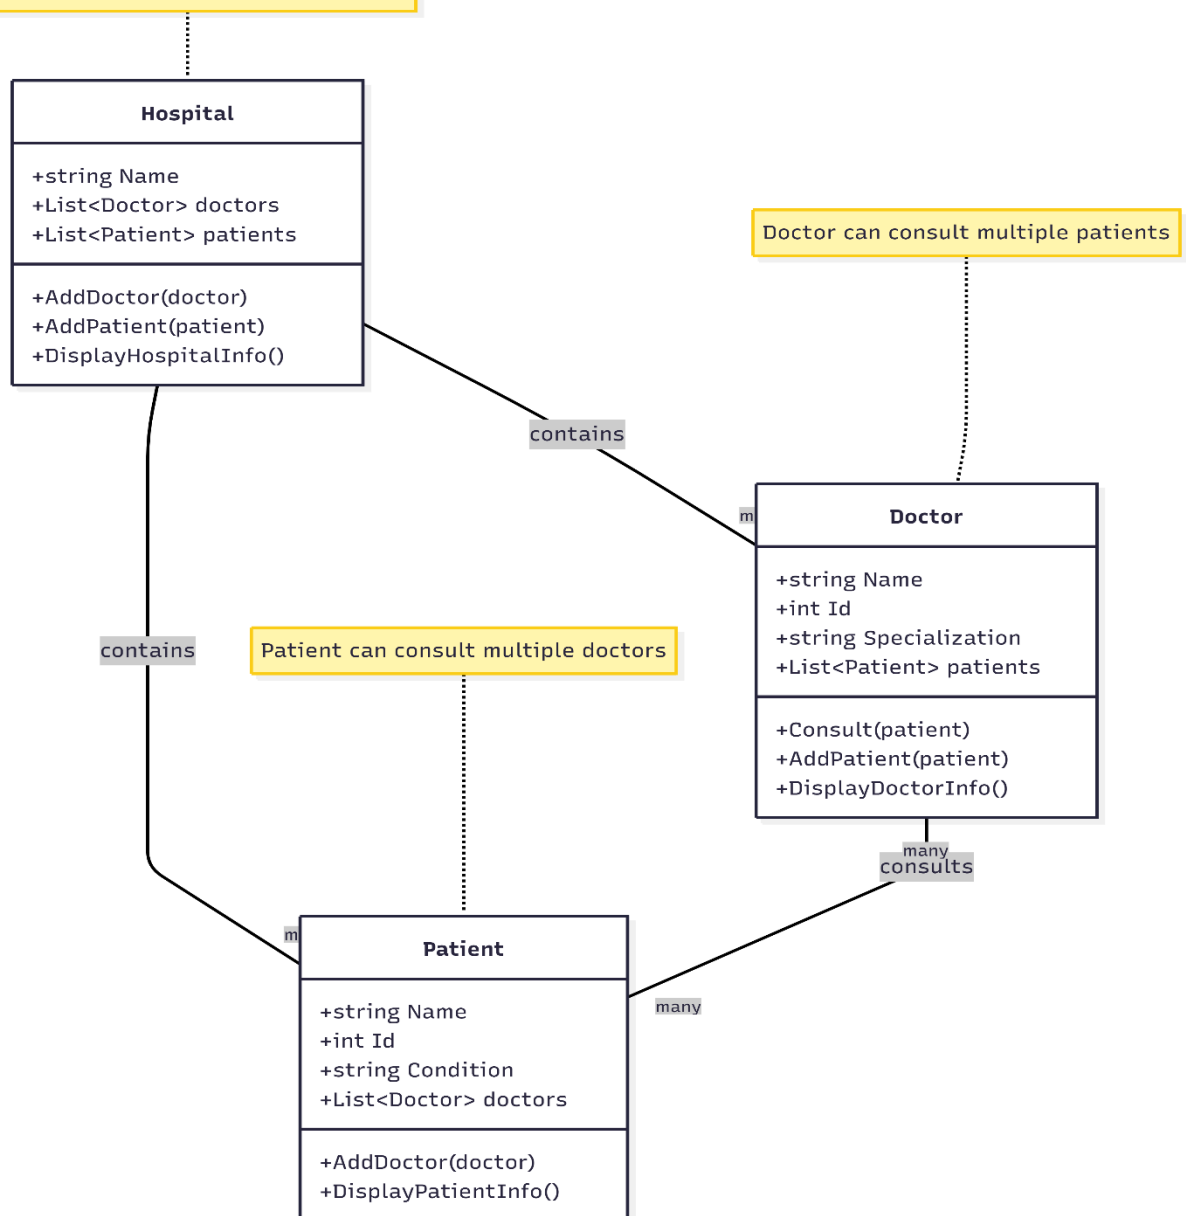 Hospital
+string Name
+List<Doctor> doctors
+List<Patient> patients
+AddDoctor(doctor)
+AddPatient(patient)
+DisplayHospitalInfo()
Doctor can consult multiple patients
contains
m
Doctor
+string Name
+int Id
+string Specialization
+List<Patient> patients
+Consult(patient)
+AddPatient(patient)
+DisplayDoctorInfo()
contains
Patient can consult multiple doctors
many
consults
m
Patient
many
+string Name
+int Id
+string Condition
+List<Doctor> doctors
+AddDoctor(doctor)
+DisplayPatientInfo()